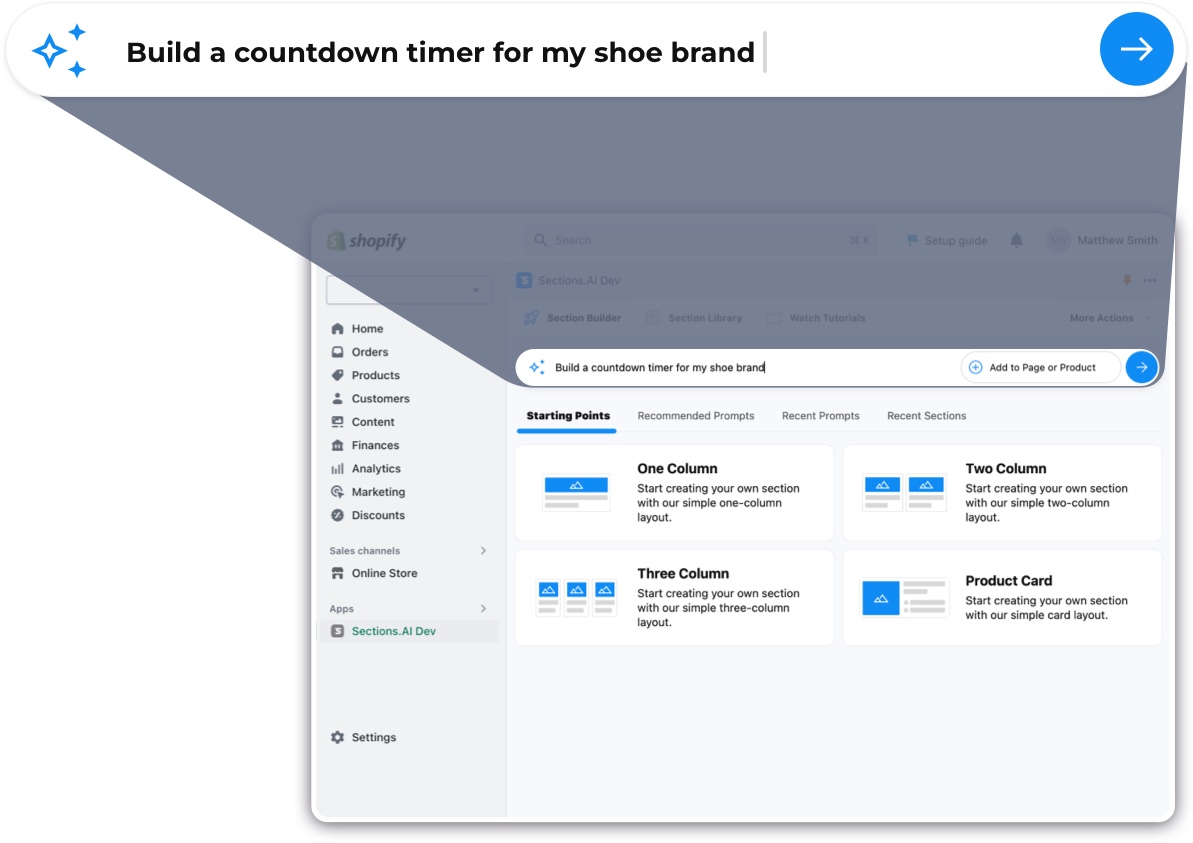 Build a countdown timer for my shoe brand
shopify
Search
⌘ K
Setup guide
MS
Matthew Smith
Sections.AI Dev
Section Builder
Section Library
Watch Tutorials
More Actions
Build a countdown timer for my shoe brand
Add to Page or Product
Home
Orders
Products
Customers
Content
Finances
Analytics
Marketing
Discounts
Sales channels
Online Store
Apps
Sections.AI Dev
Settings
Starting Points
Recommended Prompts
Recent Prompts
Recent Sections
One Column
Start creating your own section
with our simple one-column
layout.
Two Column
Start creating your own section
with our simple two-column
layout.
Three Column
Start creating your own section
with our simple three-column
layout.
Product Card
Start creating your own section
with our simple card layout.